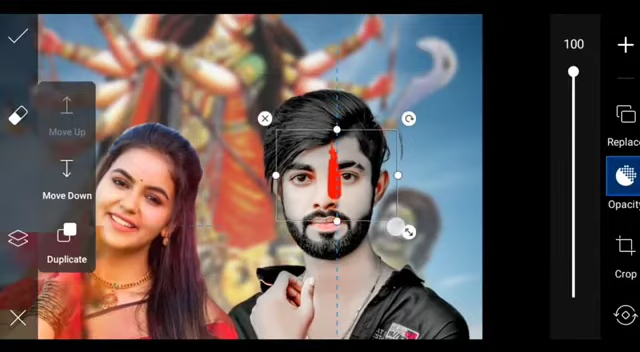 100
Move Up
Move Down
Duplicate
Replac
Opacity
Crop